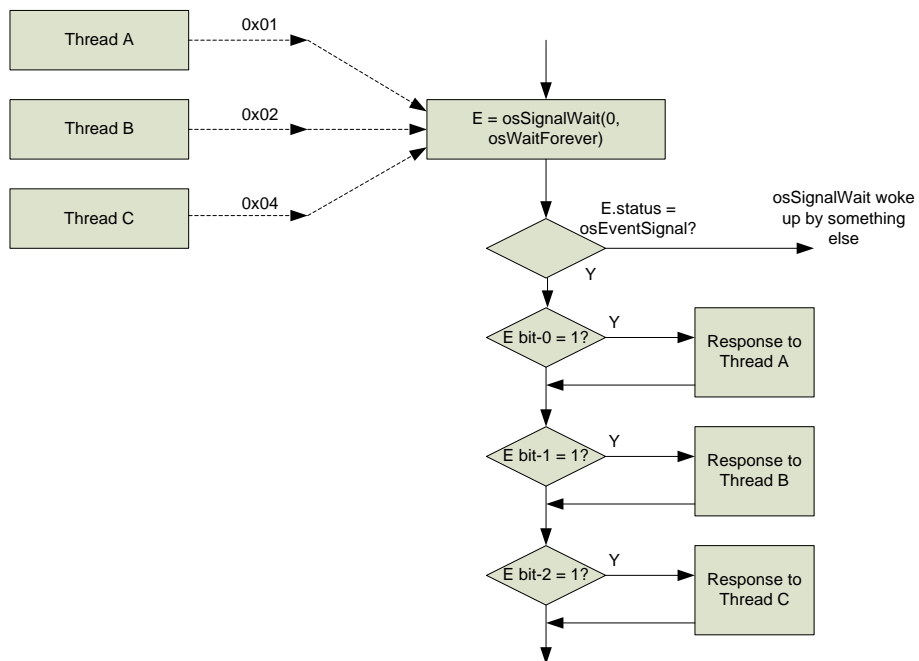 Thread A
0x01
Thread B
0x02
E = osSignalWait(0,
osWaitForever)
Thread C
0x04
E.status =
osEventSignal?
osSignalWait woke
up by something
else
Y
E bit-0 = 1?
Y
Response to
Thread A
E bit-1 = 1?
Y
Response to
Thread B
E bit-2 = 1?
Y
Response to
Thread C